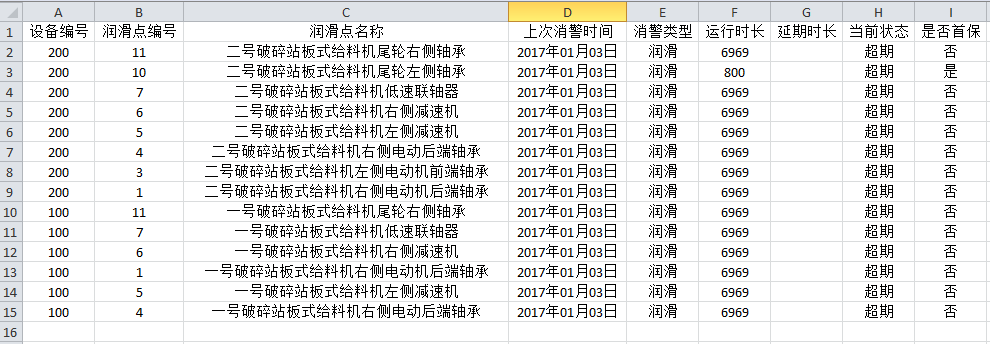 A B C D E F G H I
1 设备编号 润滑点编号 润滑点名称 上次消警时间 消警类型 运行时长 延期时长 当前状态 是否首保
2 200 11 二号破碎站板式给料机尾轮右侧轴承 2017年01月03日 润滑 6969 超期 否
3 200 10 二号破碎站板式给料机尾轮左侧轴承 2017年01月03日 润滑 800 超期 是
4 200 7 二号破碎站板式给料机低速联轴器 2017年01月03日 润滑 6969 超期 否
5 200 6 二号破碎站板式给料机右侧减速机 2017年01月03日 润滑 6969 超期 否
6 200 5 二号破碎站板式给料机左侧减速机 2017年01月03日 润滑 6969 超期 否
7 200 4 二号破碎站板式给料机右侧电动后端轴承 2017年01月03日 润滑 6969 超期 否
8 200 3 二号破碎站板式给料机左侧电动机前端轴承 2017年01月03日 润滑 6969 超期 否
9 200 1 二号破碎站板式给料机右侧电动机后端轴承 2017年01月03日 润滑 6969 超期 否
10 100 11 一号破碎站板式给料机尾轮右侧轴承 2017年01月03日 润滑 6969 超期 否
11 100 7 一号破碎站板式给料机低速联轴器 2017年01月03日 润滑 6969 超期 否
12 100 6 一号破碎站板式给料机右侧减速机 2017年01月03日 润滑 6969 超期 否
13 100 1 一号破碎站板式给料机右侧电动机后端轴承 2017年01月03日 润滑 6969 超期 否
14 100 5 一号破碎站板式给料机左侧减速机 2017年01月03日 润滑 6969 超期 否
15 100 4 一号破碎站板式给料机右侧电动后端轴承 2017年01月03日 润滑 6969 超期 否
16